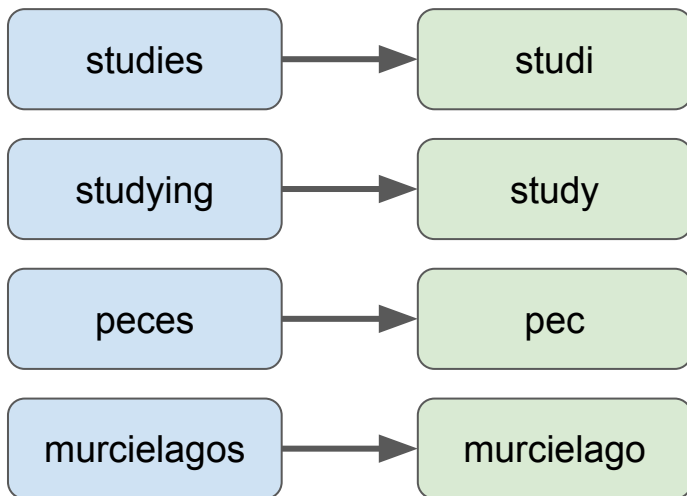 studies studi
studying study
peces pec
murcielagos murcielago